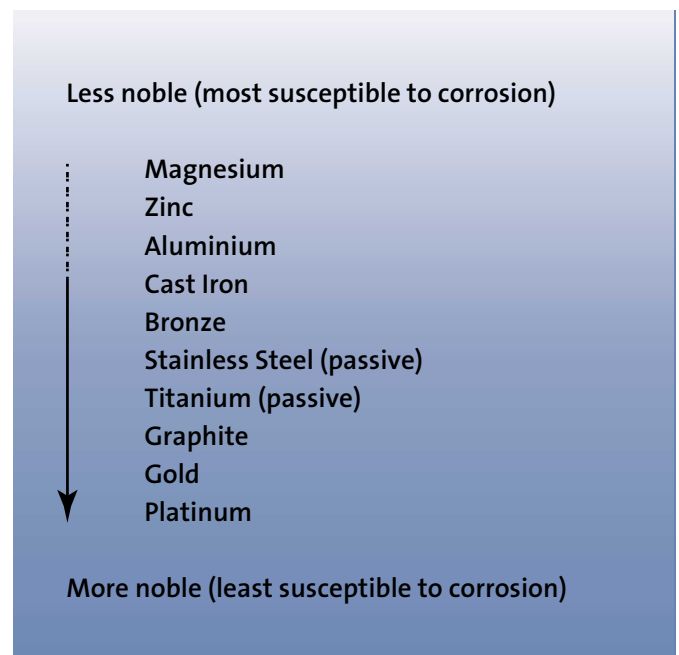 Less noble (most susceptible to corrosion)
Magnesium
Zinc
Aluminium
Cast Iron
Bronze
Stainless Steel (passive)
Titanium (passive)
Graphite
Gold
Platinum
More noble (least susceptible to corrosion)